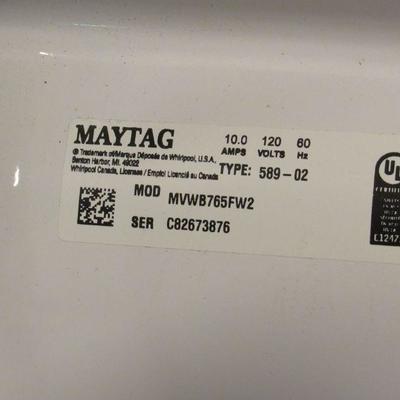 MAYTAG 10.0 120 60
AMPS VOLTS Hz
® Trademark of/Marque Déposée de Whirlpool, U.S.A.,
Benton Harbor, MI. 49022
Whirlpool Canada, Licensee / Emploi Licencié au Canada
TYPE: 589-02
MOD MVWB765FW2
SER C82673876
UL